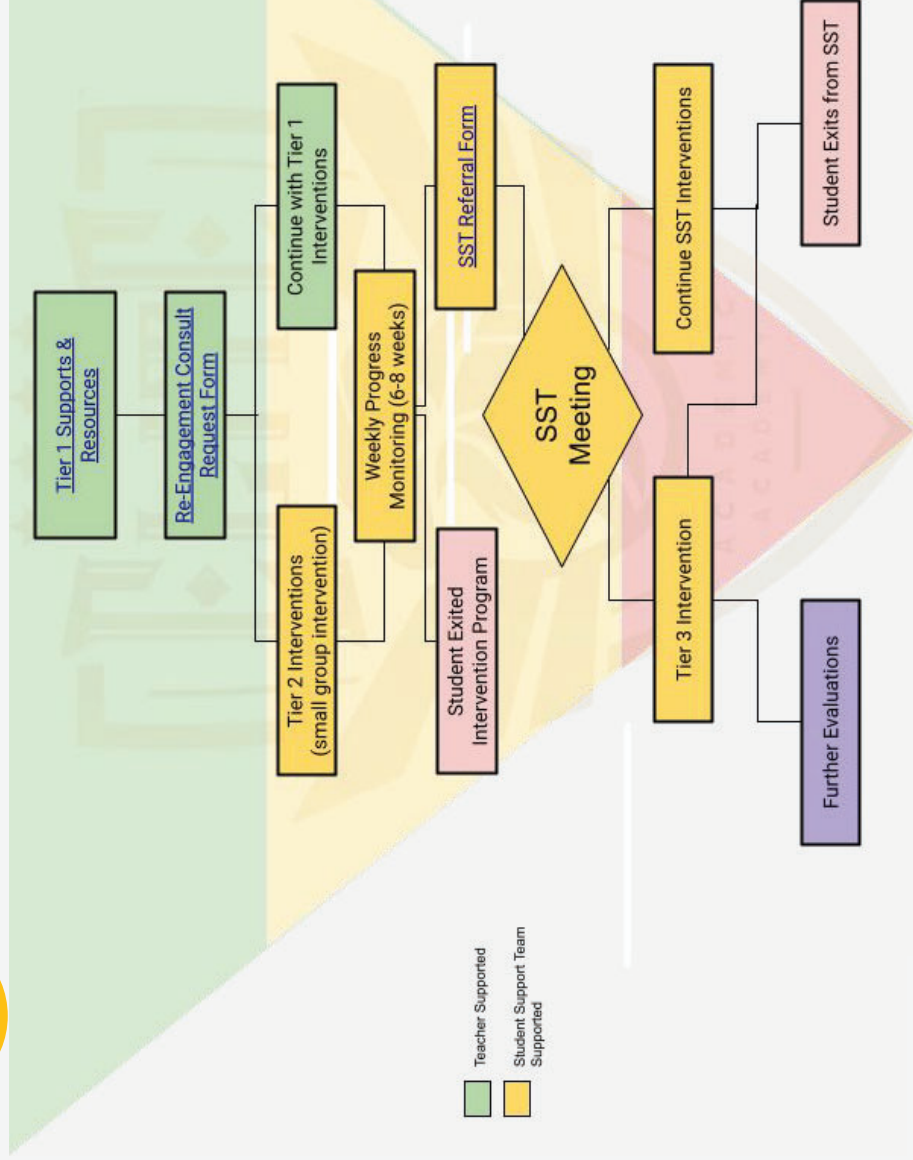 Tier 1 Supports &
Resources
Re-Engagement Consult
Request Form
Tier 2 Interventions
(small group intervention)
Continue with Tier 1
Interventions
Weekly Progress
Monitoring (6-8 weeks)
Student Exited
Intervention Program
SST Referral Form
SST
Meeting
Tier 3 Intervention
Continue SST Interventions
Further Evaluations
Student Exits from SST
Teacher Supported
Student Support Team
Supported